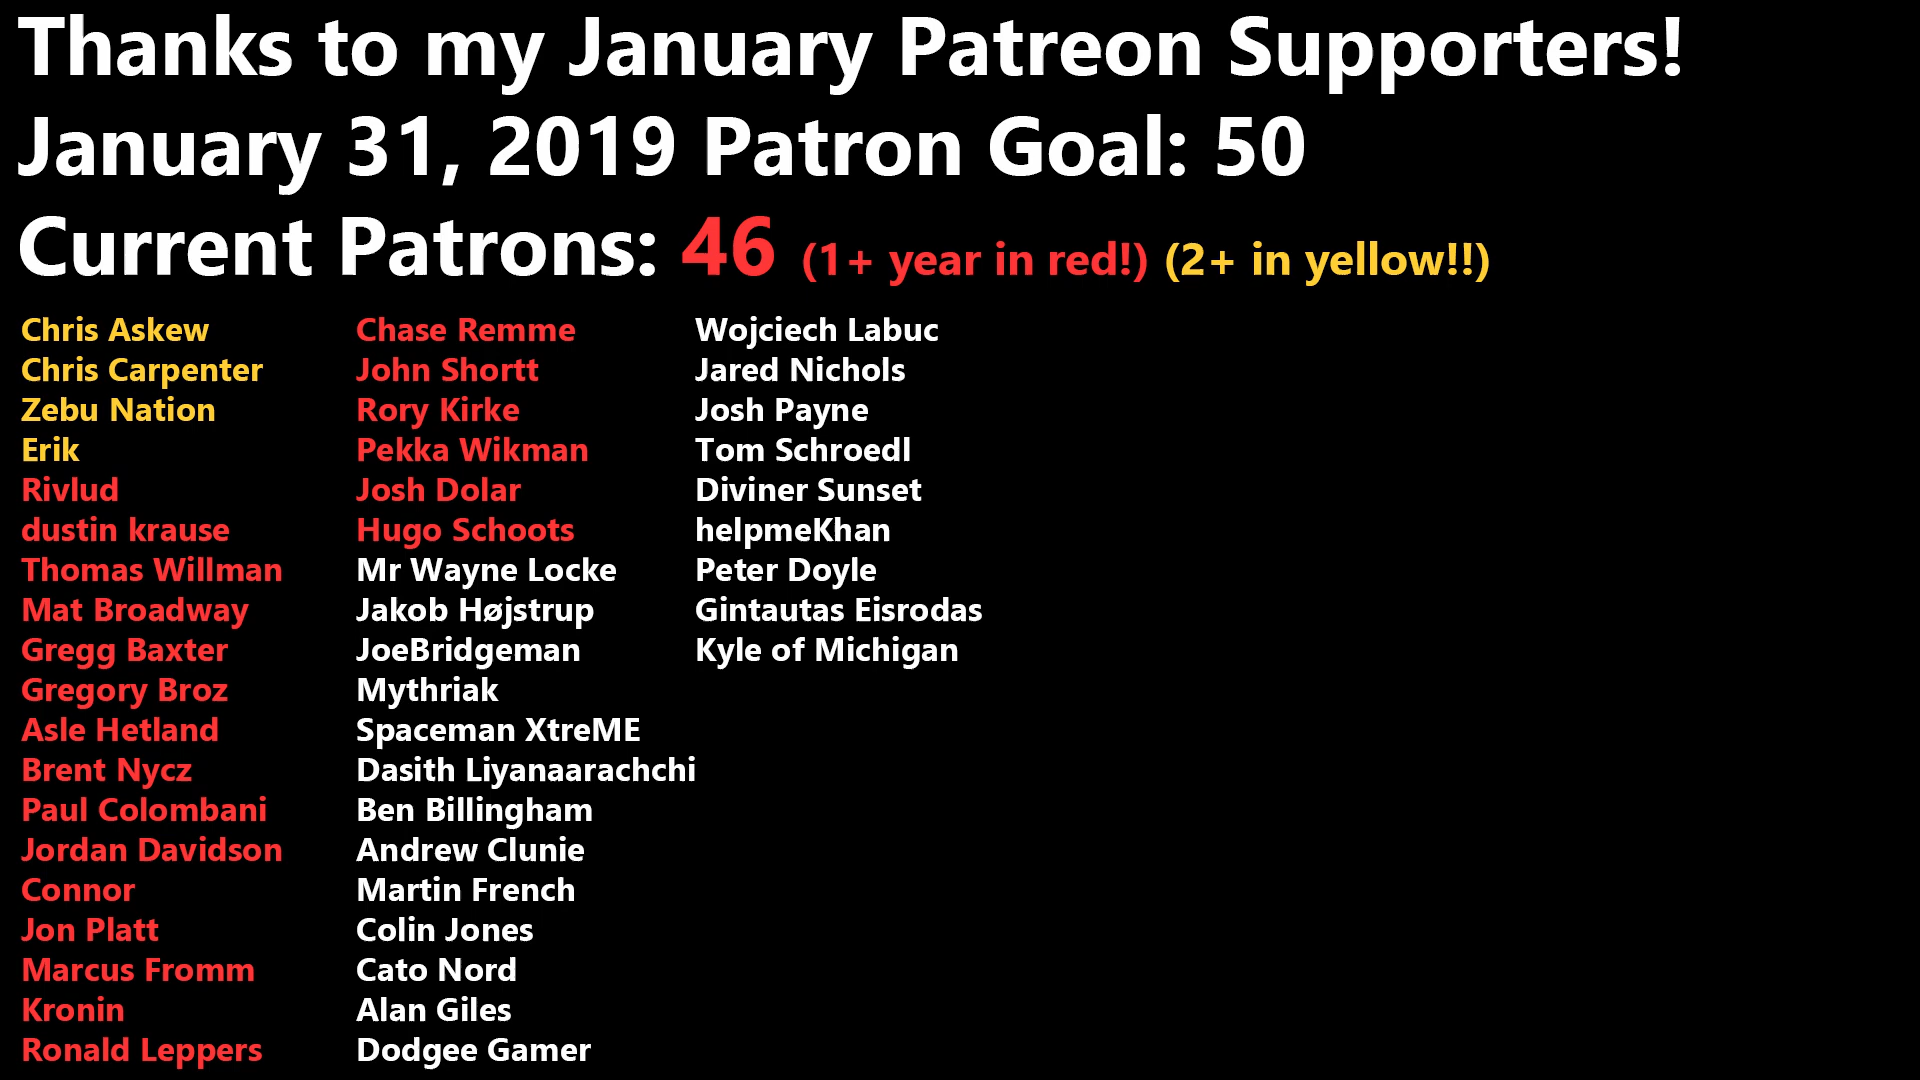 Thanks to my January Patreon Supporters!
January 31, 2019 Patron Goal: 50
Current Patrons: 46 (1+ year in red!) (2+ in yellow!!)
Chris Askew
Chris Carpenter
Zebu Nation
Erik
Rivlud
dustin krause
Thomas Willman
Mat Broadway
Gregg Baxter
Gregory Broz
Asle Hetland
Brent Nycz
Paul Colombani
Jordan Davidson
Connor
Jon Platt
Marcus Fromm
Kronin
Ronald Leppers
Chase Remme
John Shortt
Rory Kirke
Pekka Wikman
Josh Dolar
Hugo Schoots
Mr Wayne Locke
Jakob Højstrup
JoeBridgeman
Mythriak
Spaceman XtreME
Dasith Liyanaarachchi
Ben Billingham
Andrew Clunie
Martin French
Colin Jones
Cato Nord
Alan Giles
Dodgee Gamer
Wojciech Labuc
Jared Nichols
Josh Payne
Tom Schroedl
Diviner Sunset
helpmeKhan
Peter Doyle
Gintautas Eisrodas
Kyle of Michigan